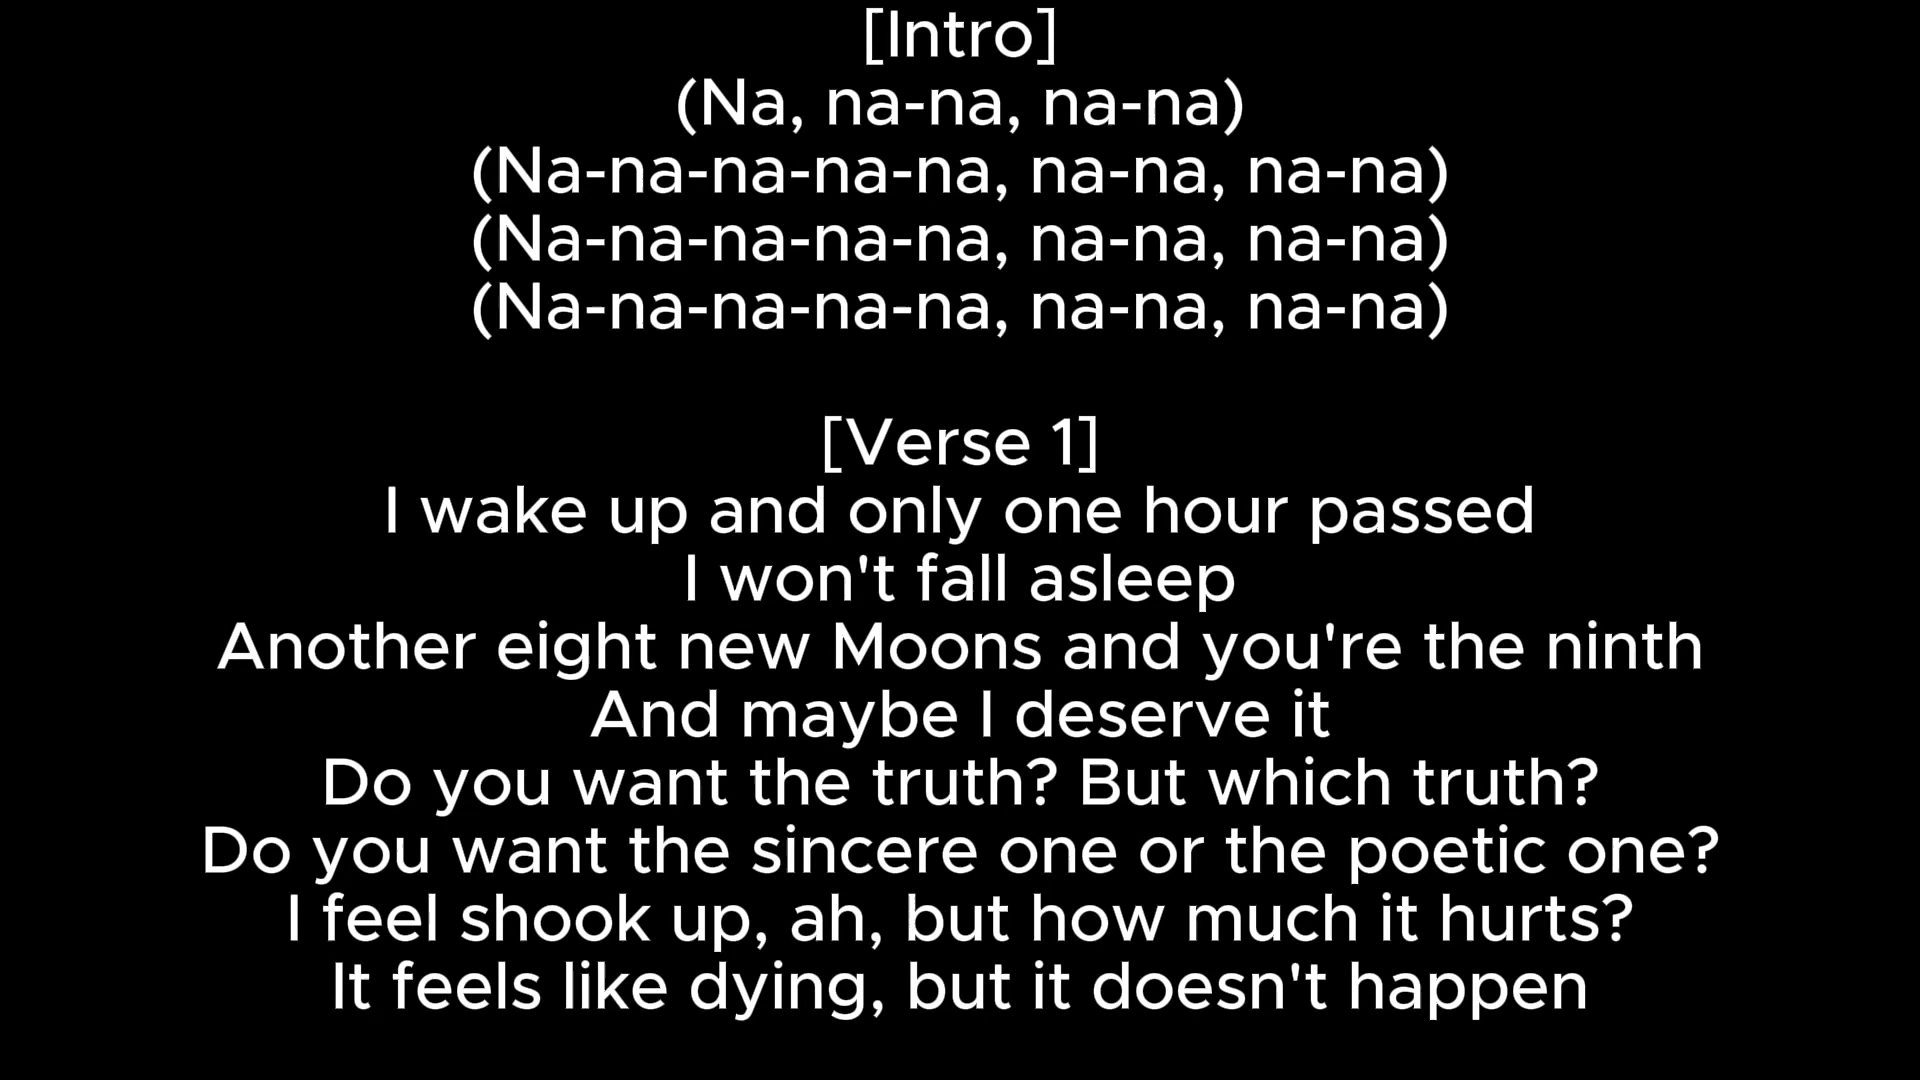 [Intro]
(Na, na-na, na-na)
(Na-na-na-na-na, na-na, na-na)
(Na-na-na-na-na, na-na, na-na)
(Na-na-na-na-na, na-na, na-na)
[Verse 1]
I wake up and only one hour passed
I won't fall asleep
Another eight new Moons and you're the ninth
And maybe I deserve it
Do you want the truth? But which truth?
Do you want the sincere one or the poetic one?
I feel shook up, ah, but how much it hurts?
It feels like dying, but it doesn't happen